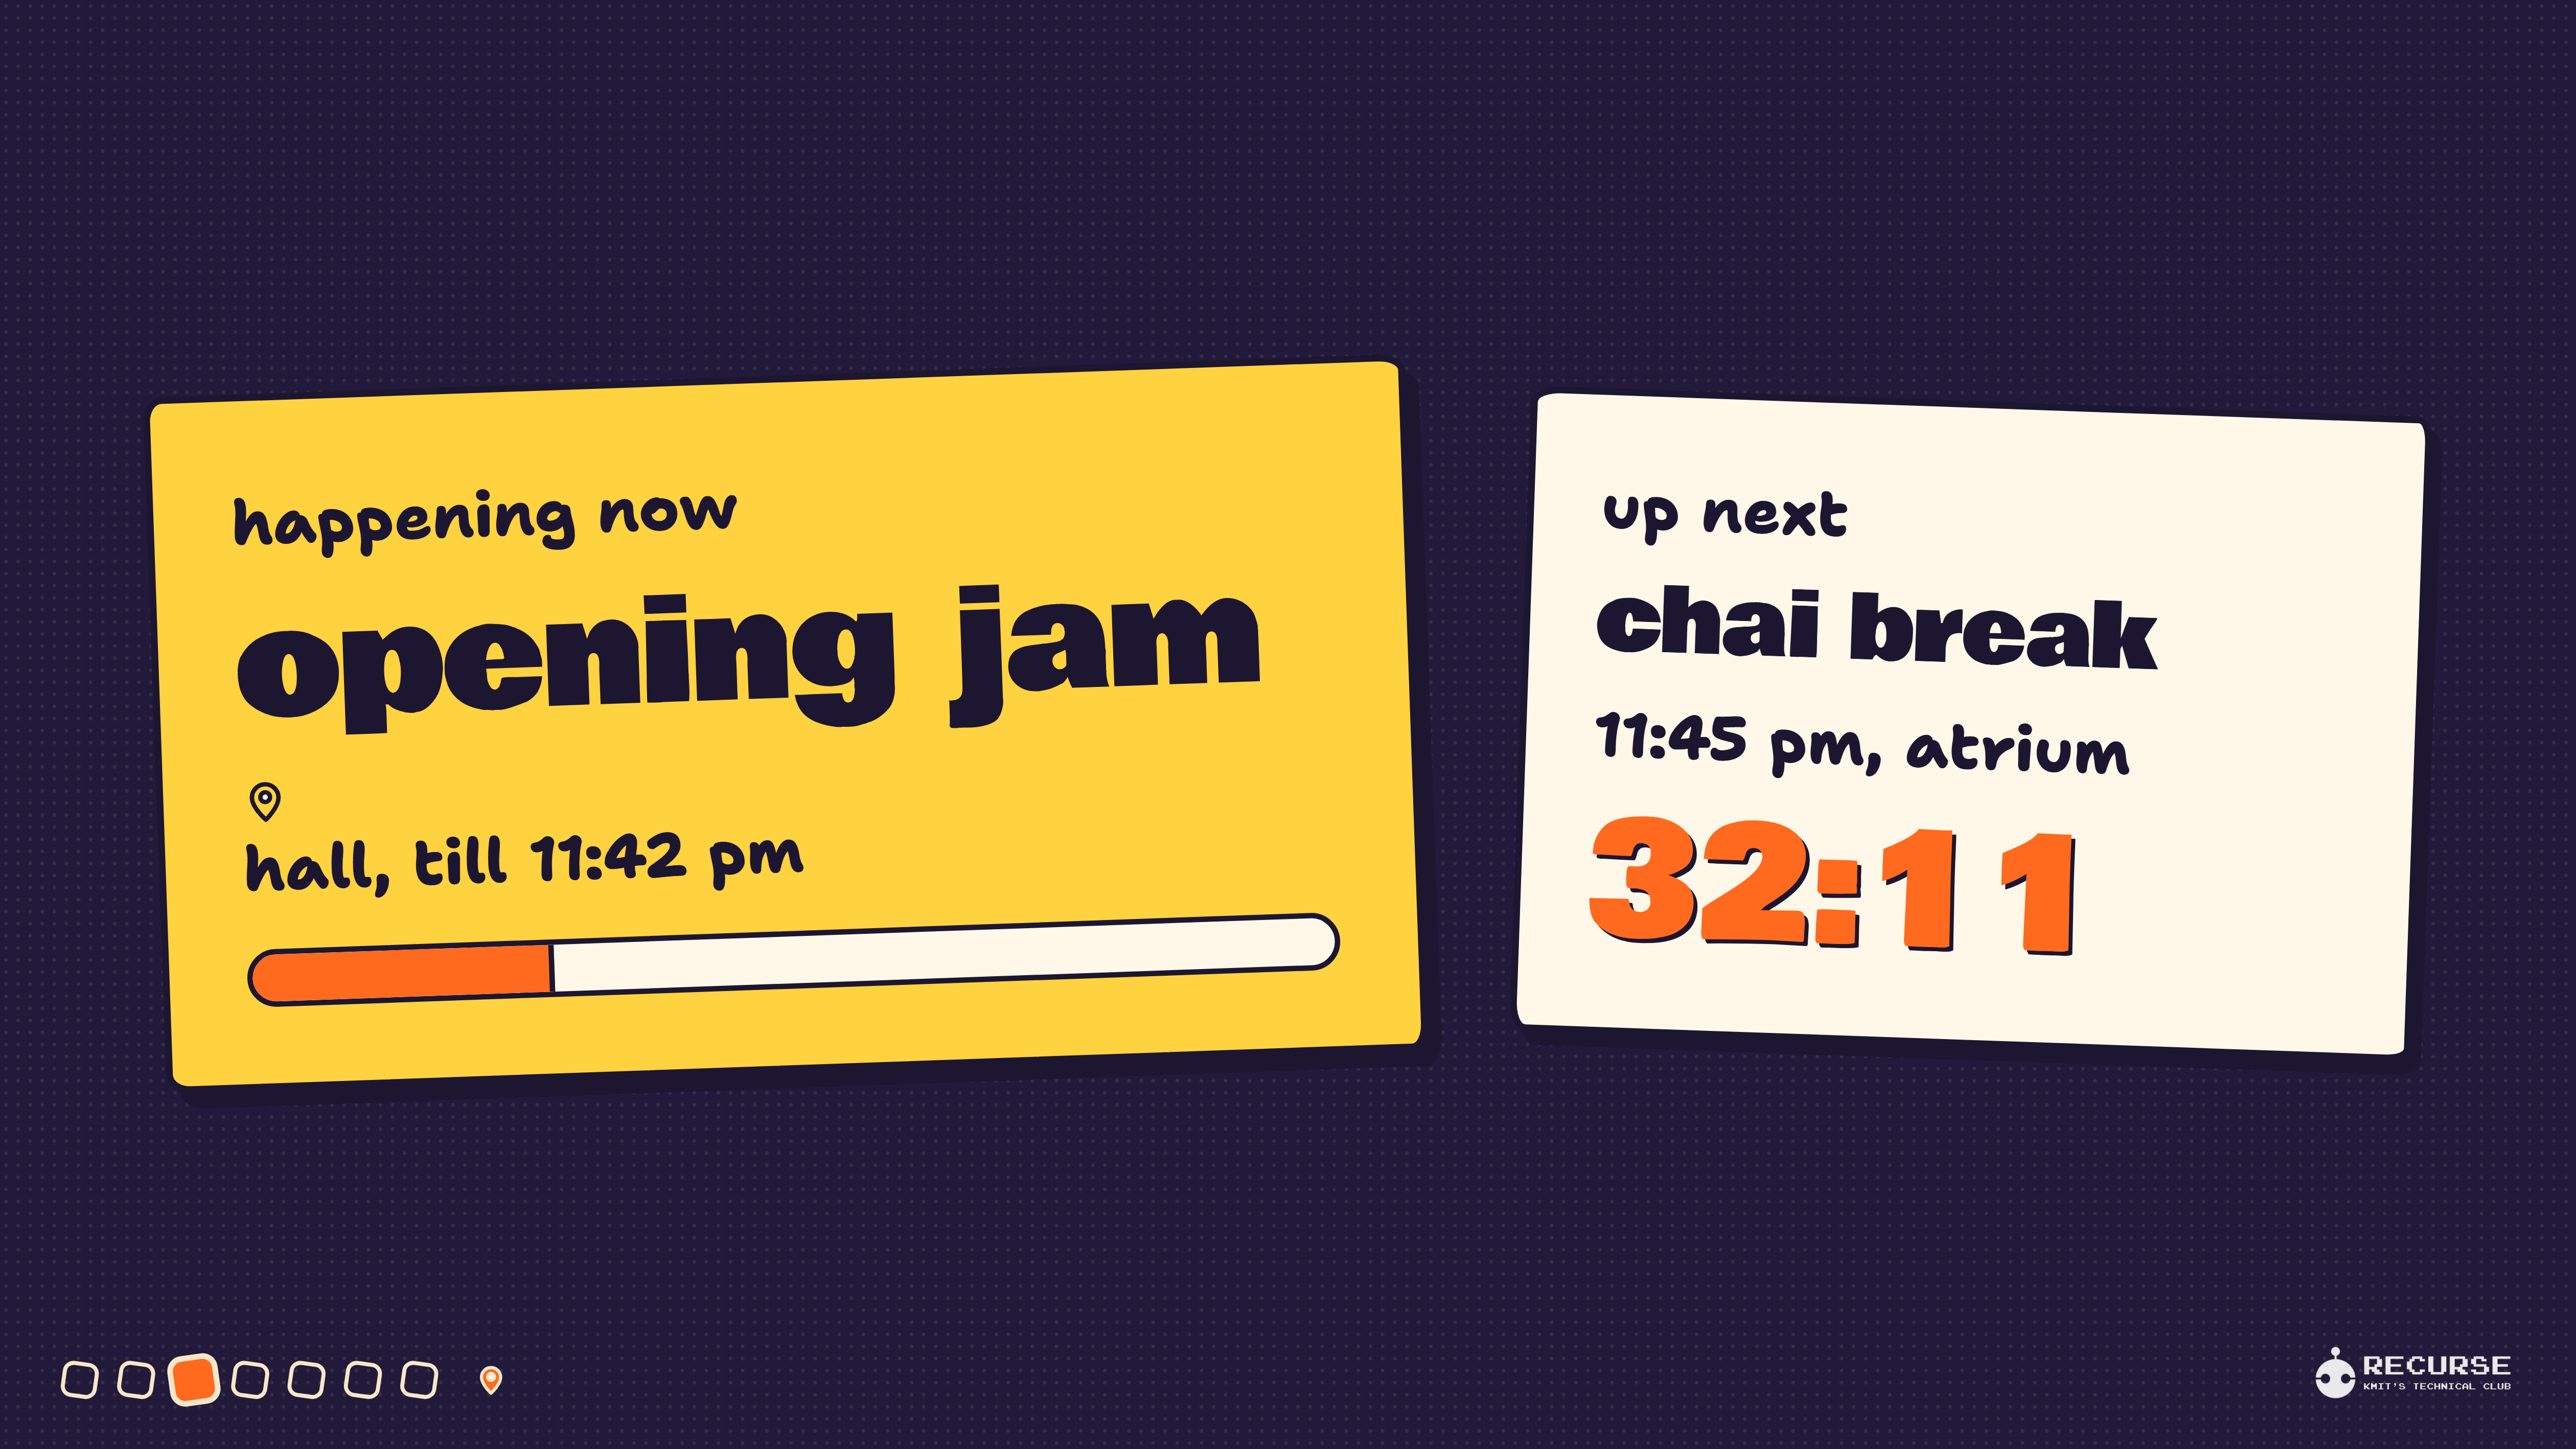 happening now
opening jam
hall, till 11:42 pm
up next
chai break
11:45 pm, atrium
32:11
RECURSE
KMIT'S TECHNICAL CLUB